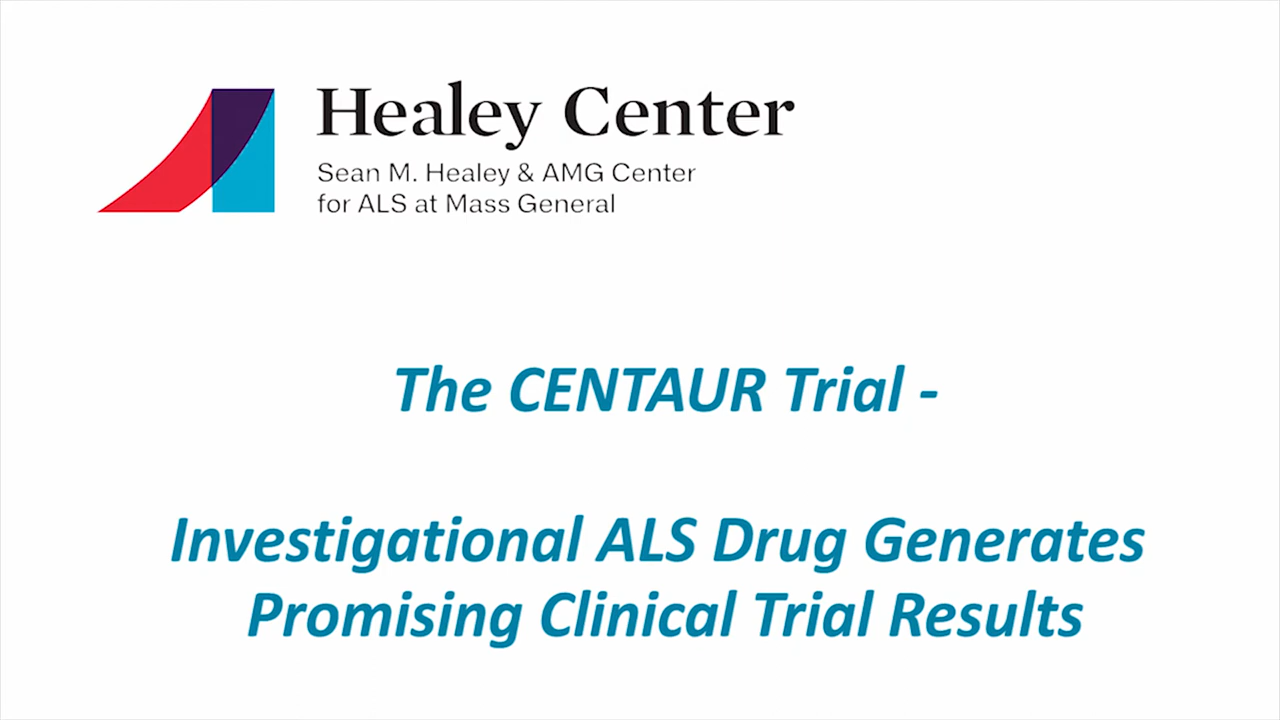 Healey Center
Sean M. Healey & AMG Center
for ALS at Mass General
The CENTAUR Trial -
Investigational ALS Drug Generates
Promising Clinical Trial Results